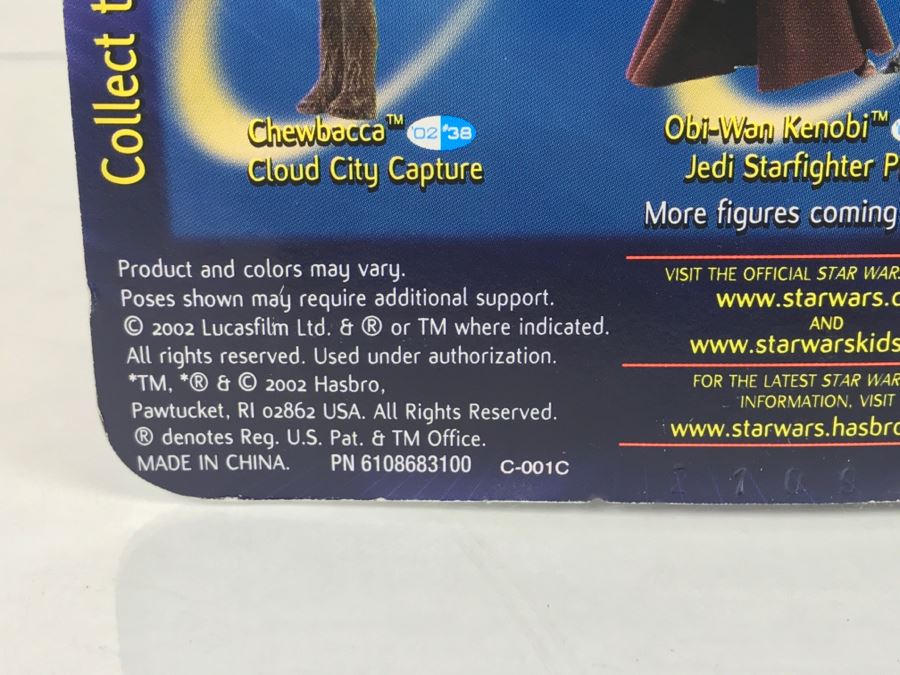 Collect t
Chewbacca™ '02 #38
Cloud City Capture
Obi-Wan Kenobi™
Jedi Starfighter P
More figures coming
Product and colors may vary.
Poses shown may require additional support.
© 2002 Lucasfilm Ltd. & ® or TM where indicated.
All rights reserved. Used under authorization.
*TM, *® & © 2002 Hasbro,
Pawtucket, RI 02862 USA. All Rights Reserved.
® denotes Reg. U.S. Pat. & TM Office.
MADE IN CHINA. PN 6108683100 C-001C
VISIT THE OFFICIAL STAR WAR
www.starwars.c
AND
www.starwarskids
FOR THE LATEST STAR WAR
INFORMATION, VISIT
www.starwars.hasbro